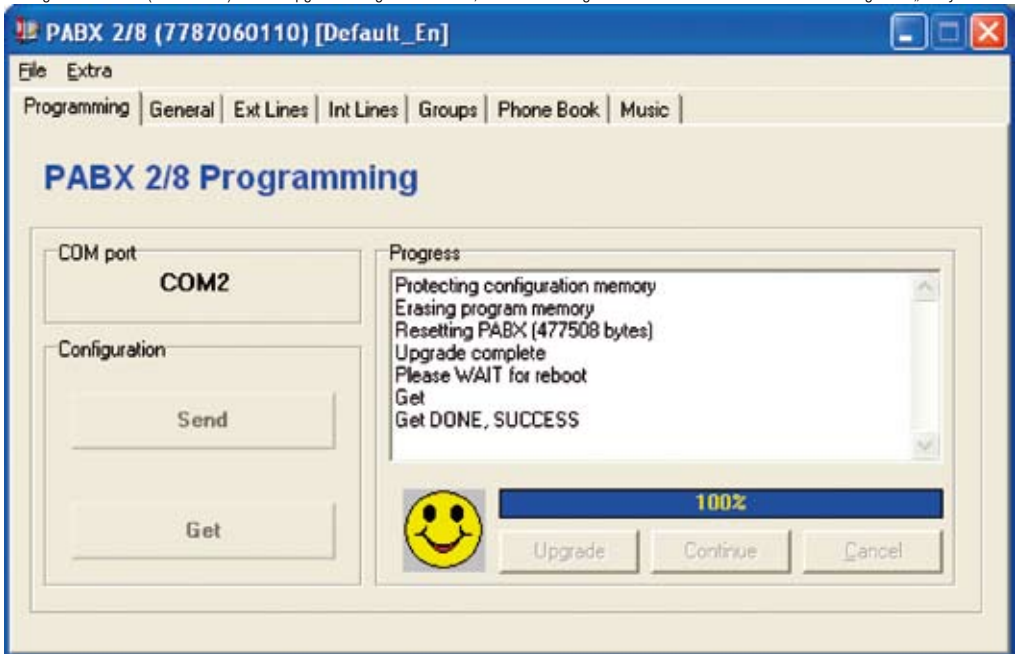 PABX 2/8 (7787060110) [Default_En]
File Extra
Programming General Ext Lines Int Lines Groups Phone Book Music
PABX 2/8 Programming
COM port
COM2
Configuration
Send
Get
Progress
Protecting configuration memory
Erasing program memory
Resetting PABX (477508 bytes)
Upgrade complete
Please WAIT for reboot
Get
Get DONE, SUCCESS
100%
Upgrade Continue Cancel